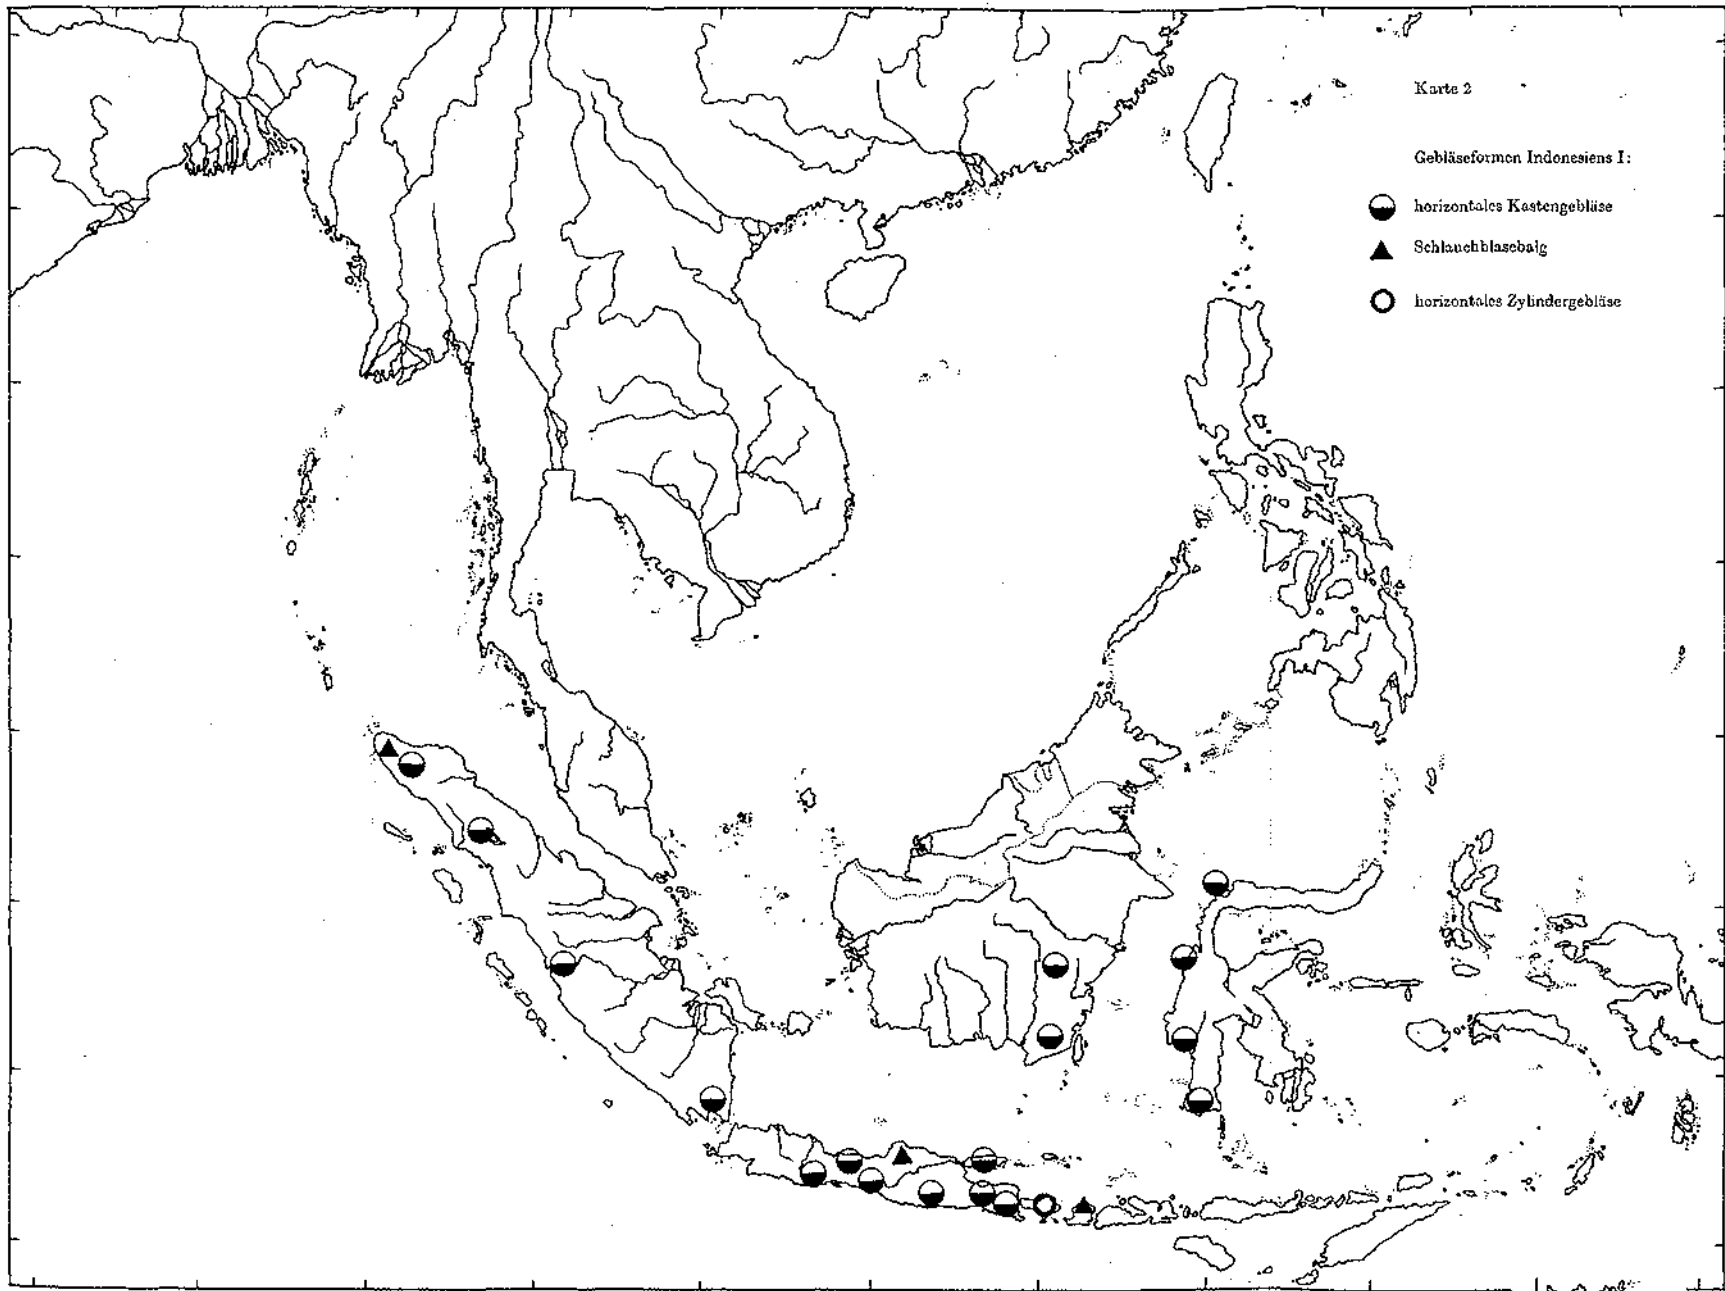 Karte 2
Gebläseformen Indonesiens I:
horizontales Kastengebläse
Schlauchblasebalg
horizontales Zylindergebläse